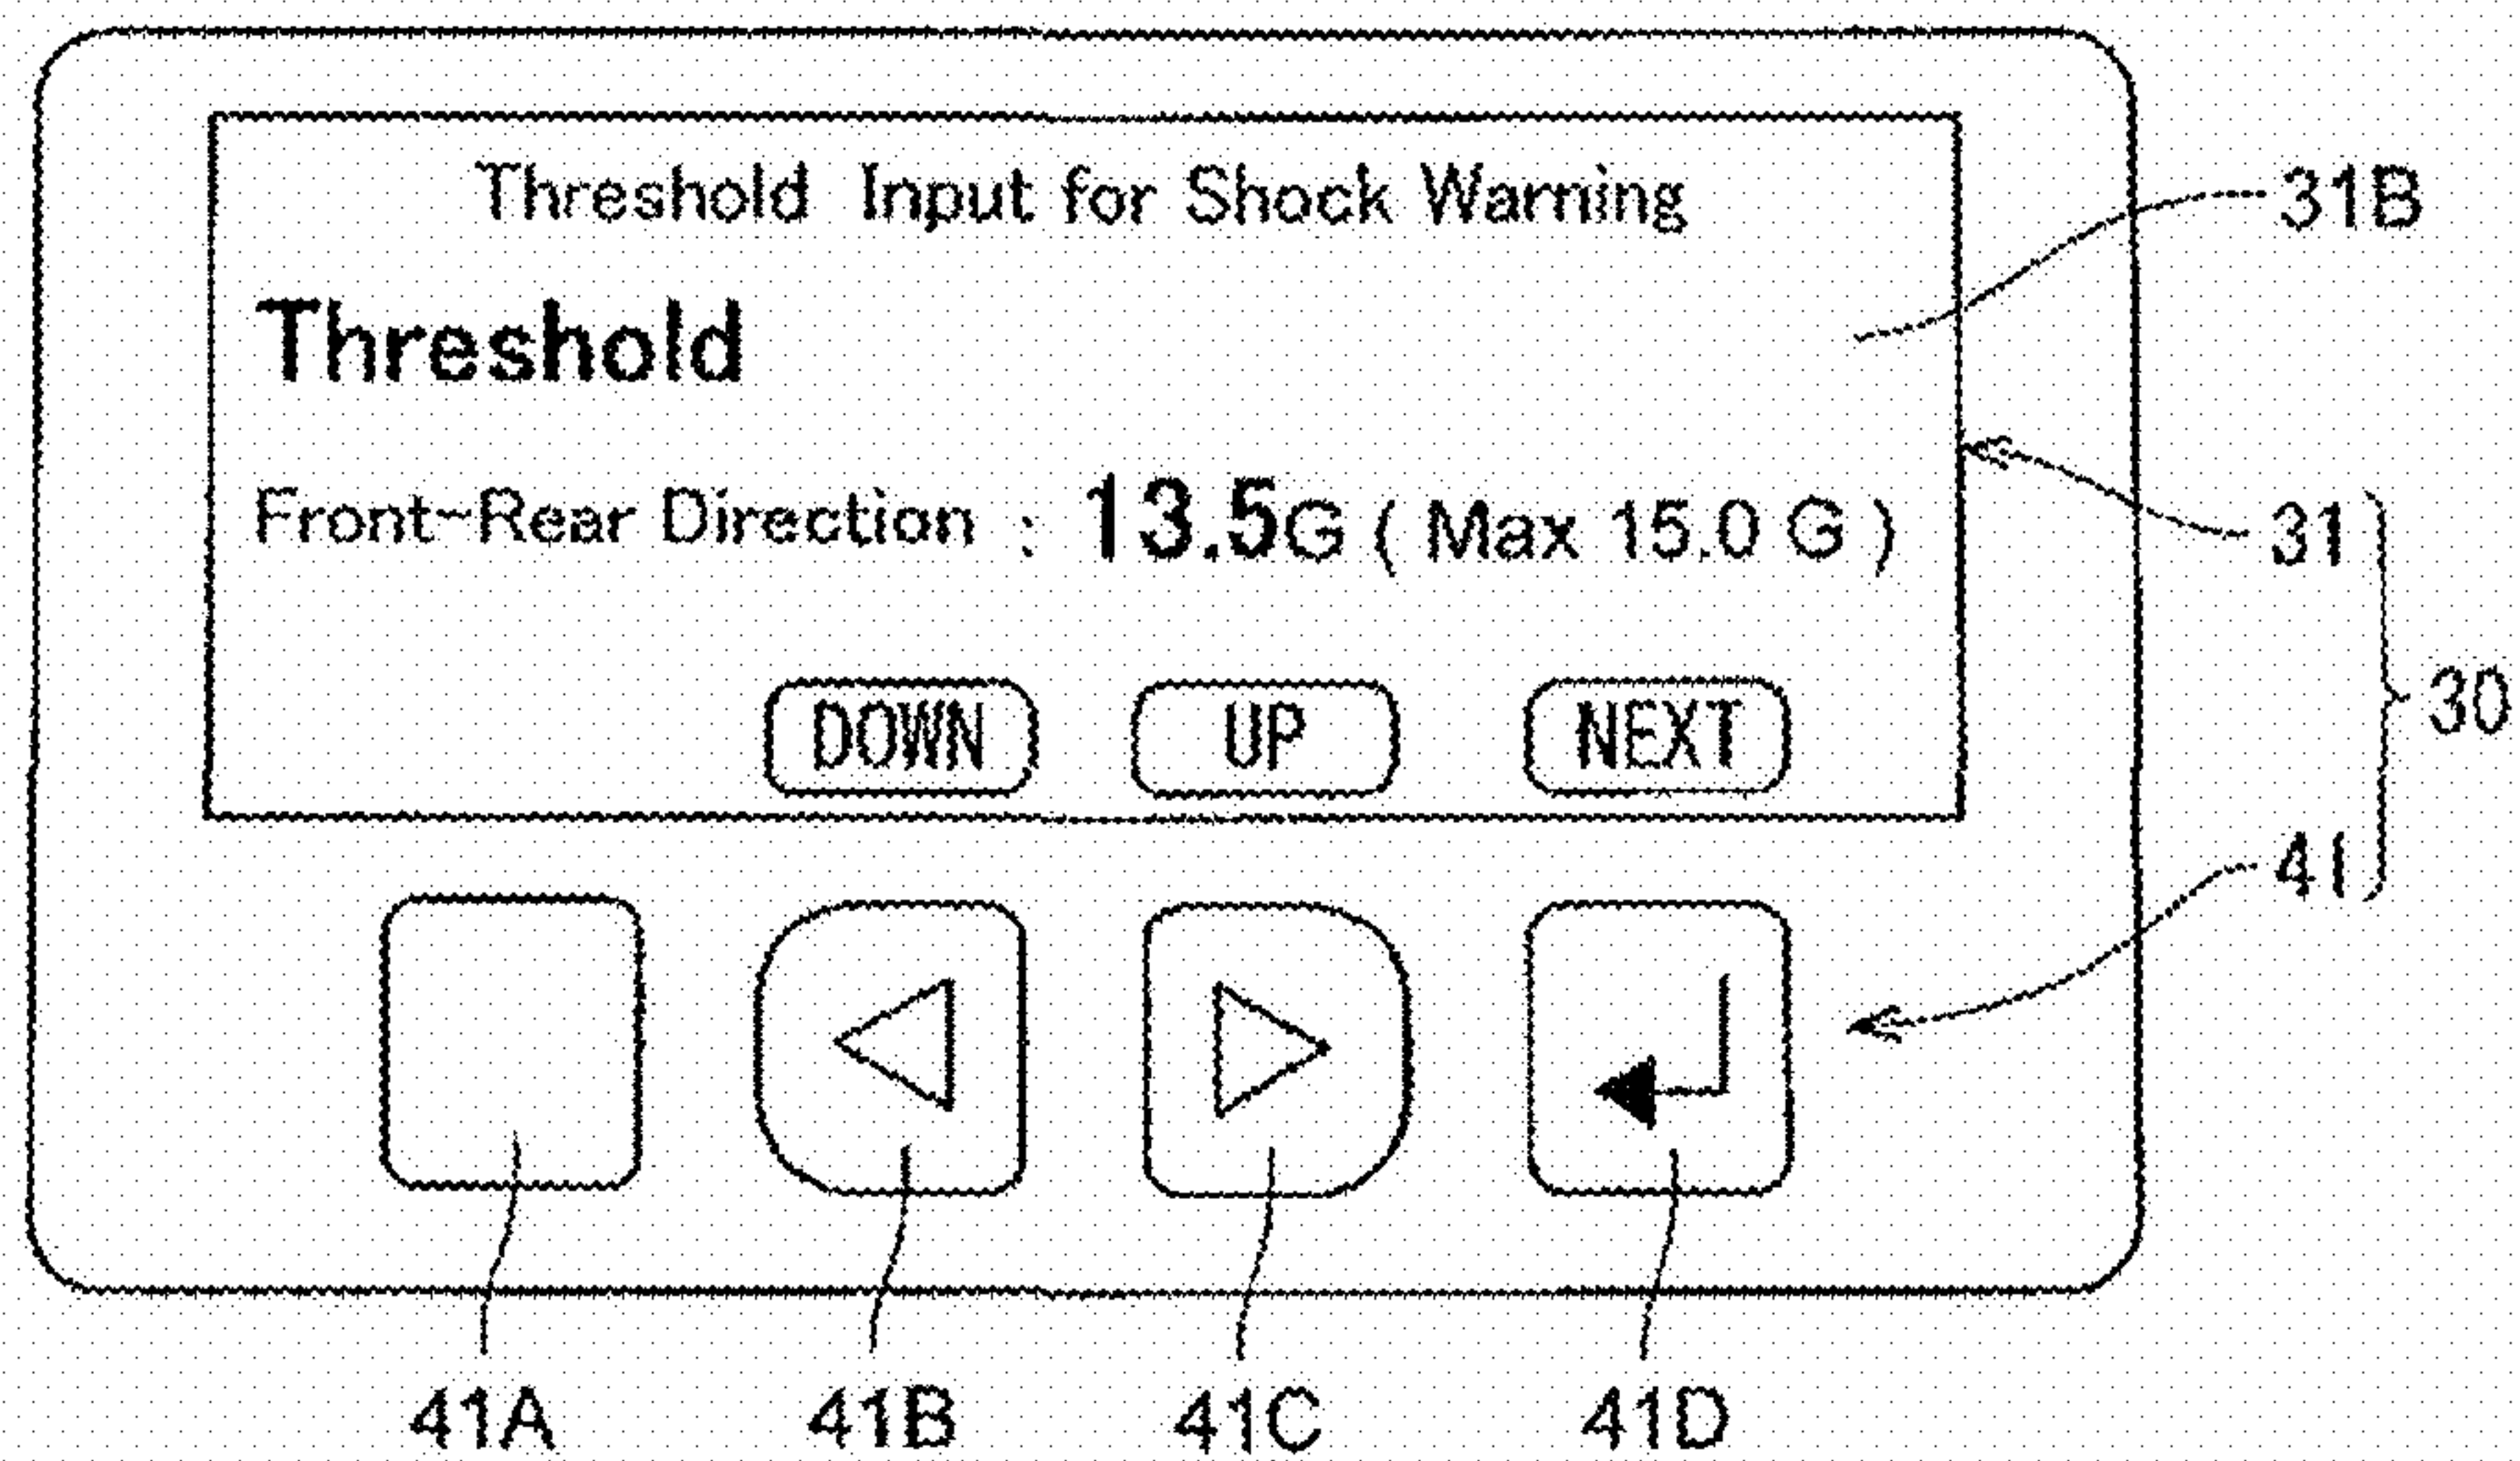 Threshold Input for Shock Warning
31B
Threshold
Front-Rear Direction : 13.5G ( Max 15.0 G )
31
30
DOWN UP NEXT
41
41A 41B 41C 41D